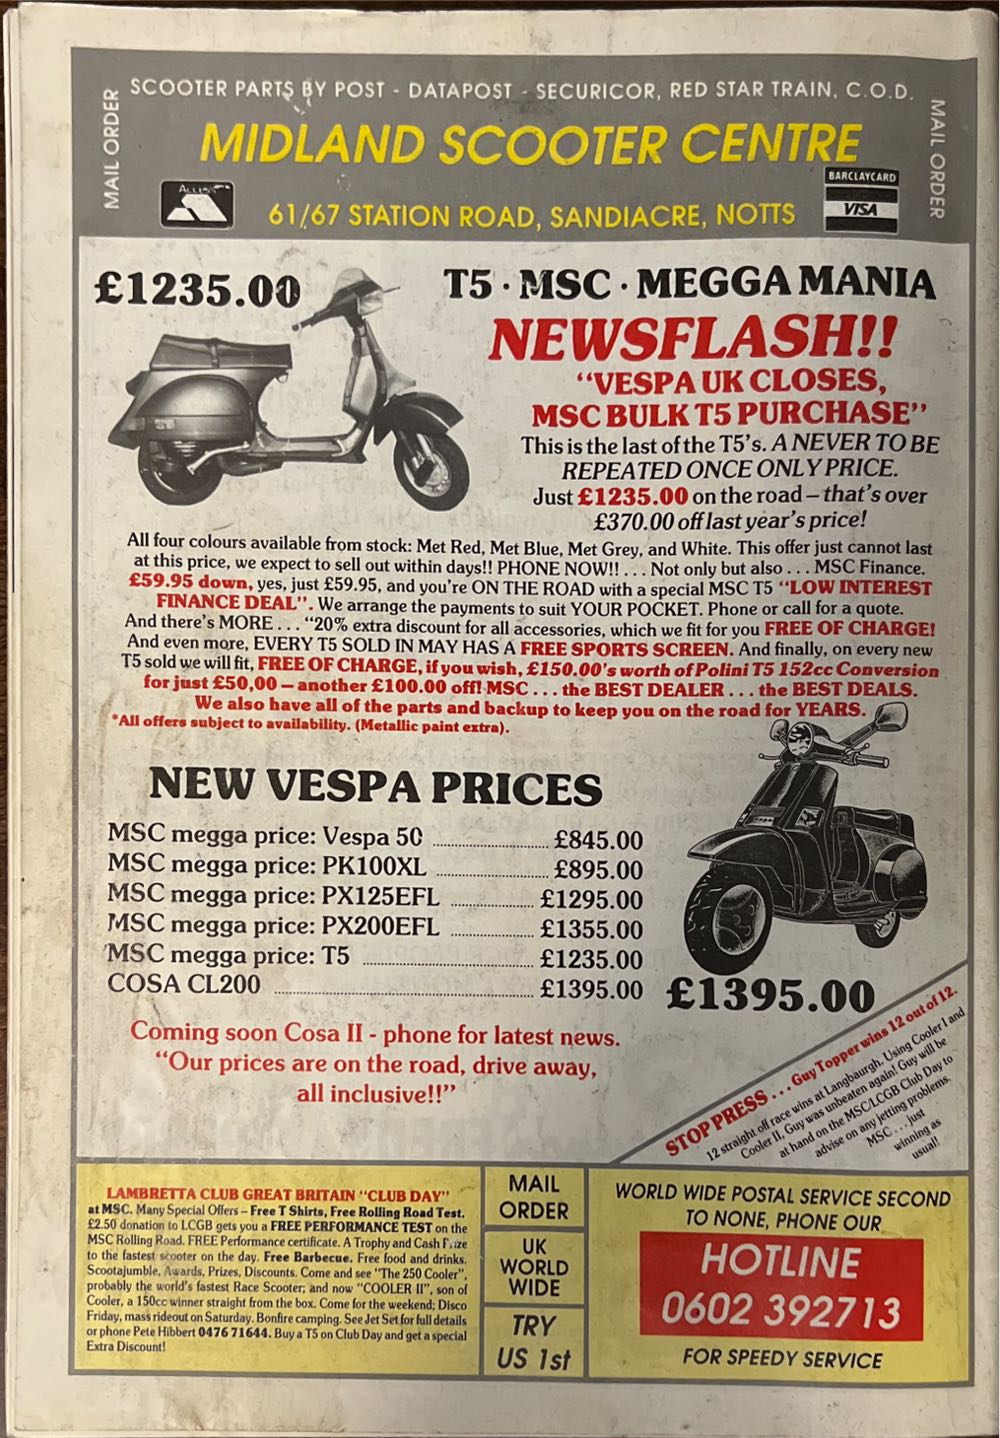 SCOOTER PARTS BY POST - DATAPOST - SECURICOR, RED STAR TRAIN, C.O.D.
MAIL ORDER
MIDLAND SCOOTER CENTRE
MAIL ORDER
BARCLAYCARD
VISA
61/67 STATION ROAD, SANDIACRE, NOTTS
£1235.00
T5 · MSC · MEGGA MANIA
NEWSFLASH!!
“VESPA UK CLOSES,
MSC BULK T5 PURCHASE”
This is the last of the T5's. A NEVER TO BE
REPEATED ONCE ONLY PRICE.
Just £1235.00 on the road – that's over
£370.00 off last year's price!
All four colours available from stock: Met Red, Met Blue, Met Grey, and White. This offer just cannot last
at this price, we expect to sell out within days!! PHONE NOW!! . . . Not only but also . . . MSC Finance.
£59.95 down, yes, just £59.95, and you're ON THE ROAD with a special MSC T5 “LOW INTEREST
FINANCE DEAL”. We arrange the payments to suit YOUR POCKET. Phone or call for a quote.
And there's MORE . . . “20% extra discount for all accessories, which we fit for you FREE OF CHARGE!
And even more, EVERY T5 SOLD IN MAY HAS A FREE SPORTS SCREEN. And finally, on every new
T5 sold we will fit, FREE OF CHARGE, if you wish, £150.00's worth of Polini T5 152cc Conversion
for just £50,00 – another £100.00 off! MSC . . . the BEST DEALER . . . the BEST DEALS.
We also have all of the parts and backup to keep you on the road for YEARS.
*All offers subject to availability. (Metallic paint extra).
NEW VESPA PRICES
MSC megga price: Vespa 50 .......... £845.00
MSC megga price: PK100XL .......... £895.00
MSC megga price: PX125EFL .......... £1295.00
MSC megga price: PX200EFL .......... £1355.00
MSC megga price: T5 .......... £1235.00
COSA CL200 .......... £1395.00
£1395.00
Coming soon Cosa II - phone for latest news.
“Our prices are on the road, drive away,
all inclusive!!”
STOP PRESS . . . Guy Topper wins 12 out of 12.
12 straight off race wins at Langbaurgh. Using Cooler I and
Cooler II, Guy was unbeaten again! Guy will be
at hand on the MSC/LCGB Club Day to
advise on any jetting problems.
MSC . . . just
winning as
usual!
LAMBRETTA CLUB GREAT BRITAIN “CLUB DAY”
at MSC. Many Special Offers – Free T Shirts, Free Rolling Road Test.
£2.50 donation to LCGB gets you a FREE PERFORMANCE TEST on the
MSC Rolling Road. FREE Performance certificate. A Trophy and Cash Prize
to the fastest scooter on the day. Free Barbecue. Free food and drinks.
Scootajumble, Awards, Prizes, Discounts. Come and see “The 250 Cooler”,
probably the world's fastest Race Scooter; and now “COOLER II”, son of
Cooler, a 150cc winner straight from the box. Come for the weekend; Disco
Friday, mass rideout on Saturday. Bonfire camping. See Jet Set for full details
or phone Pete Hibbert 0476 71644. Buy a T5 on Club Day and get a special
Extra Discount!
MAIL
ORDER
UK
WORLD
WIDE
TRY
US 1st
WORLD WIDE POSTAL SERVICE SECOND
TO NONE, PHONE OUR
HOTLINE
0602 392713
FOR SPEEDY SERVICE